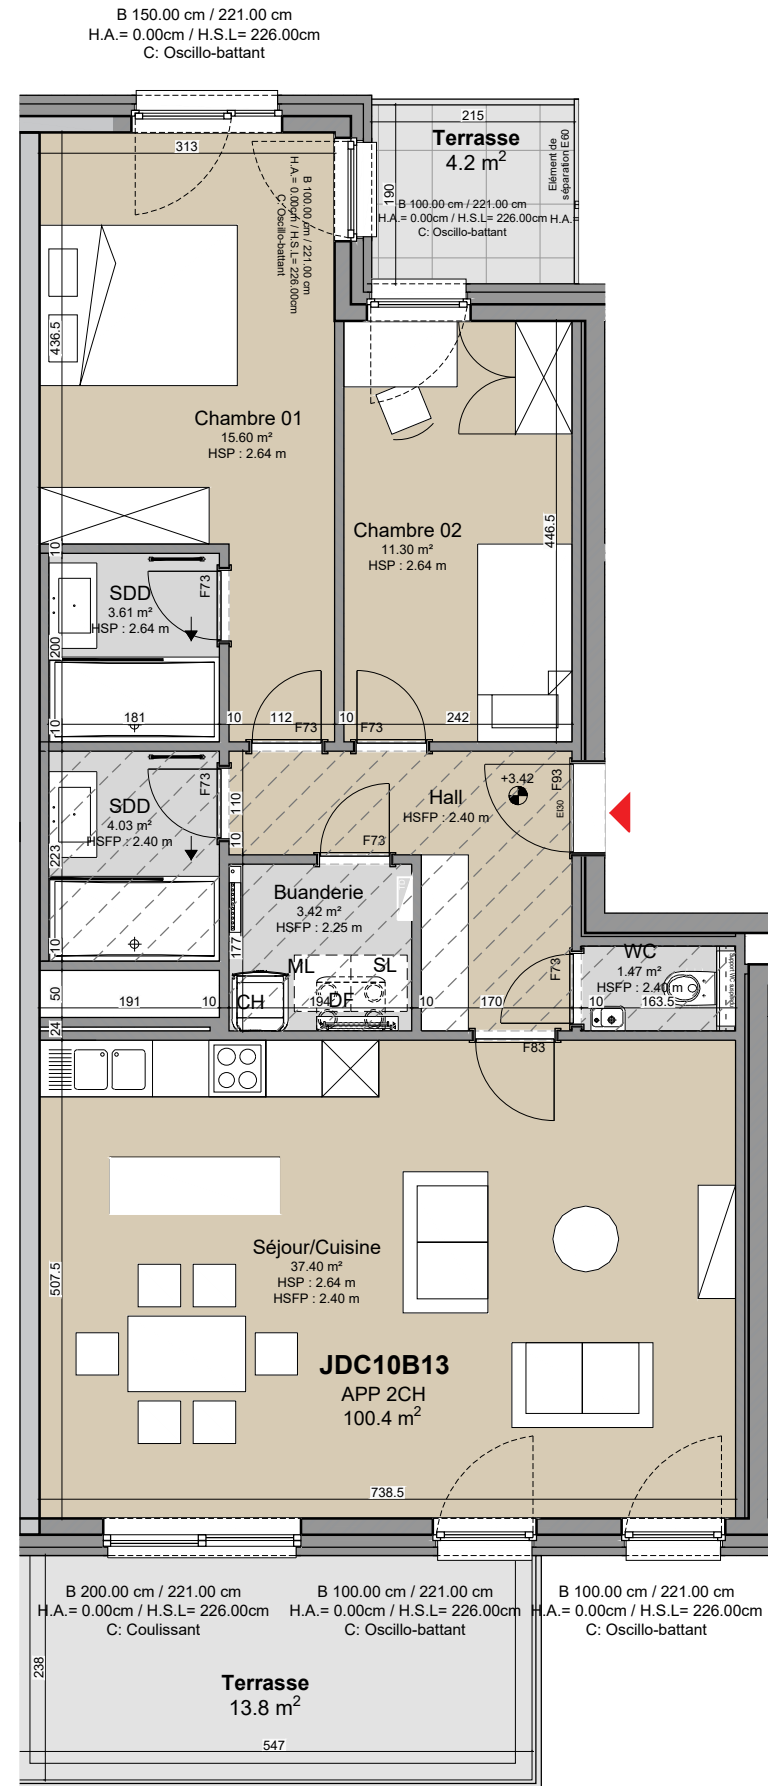 B 150.00 cm / 221.00 cm
H.A.= 0.00cm / H.S.L= 226.00cm
C: Oscillo-battant
215
Terrasse
4.2 m²
Elément de
séparation E60
190
B 100.00 cm / 221.00 cm
H.A.= 0.00cm / H.S.L= 226.00cm
H.A.=
C: Oscillo-battant
313
B 100.00 cm / 221.00 cm
H.A.= 0.00cm / H.S.L= 226.00cm
C: Oscillo-battant
436.5
Chambre 01
15.60 m²
HSP : 2.64 m
Chambre 02
11.30 m²
HSP : 2.64 m
446.5
10
SDD
3.61 m²
HSP : 2.64 m
F73
200
10
181
10
112
F73
10
F73
242
SDD
4.03 m²
HSFP : 2.40 m
F73
110
10
223
10
Hall
HSFP : 2.40 m
+3.42
F93
EI30
F73
Buanderie
3.42 m²
HSFP : 2.25 m
177
ML
SL
CH
DF
194
WC
1.47 m²
HSFP : 2.40 m
F73
50
191
10
10
170
10
163.5
24
F83
Séjour/Cuisine
37.40 m²
HSP : 2.64 m
HSFP : 2.40 m
507.5
JDC10B13
APP 2CH
100.4 m²
738.5
B 200.00 cm / 221.00 cm
H.A.= 0.00cm / H.S.L= 226.00cm
C: Coulissant
B 100.00 cm / 221.00 cm
H.A.= 0.00cm / H.S.L= 226.00cm
C: Oscillo-battant
B 100.00 cm / 221.00 cm
H.A.= 0.00cm / H.S.L= 226.00cm
C: Oscillo-battant
238
Terrasse
13.8 m²
547